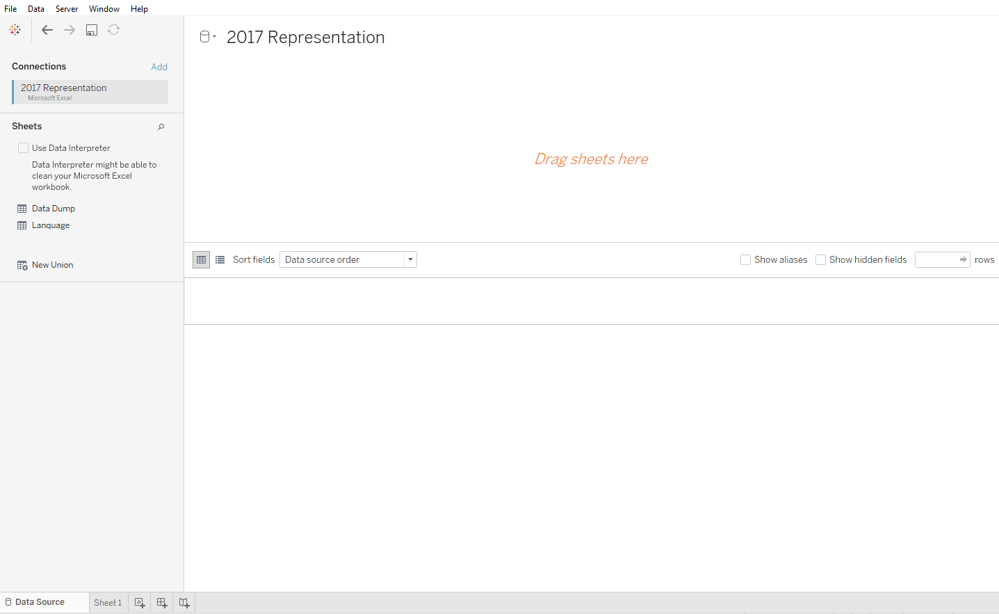 File Data Server Window Help
2017 Representation
Connections Add
2017 Representation
Microsoft Excel
Sheets
Use Data Interpreter
Data Interpreter might be able to
clean your Microsoft Excel
workbook.
Data Dump
Lanquage
New Union
Drag sheets here
Sort fields Data source order Show aliases Show hidden fields rows
Data Source Sheet 1